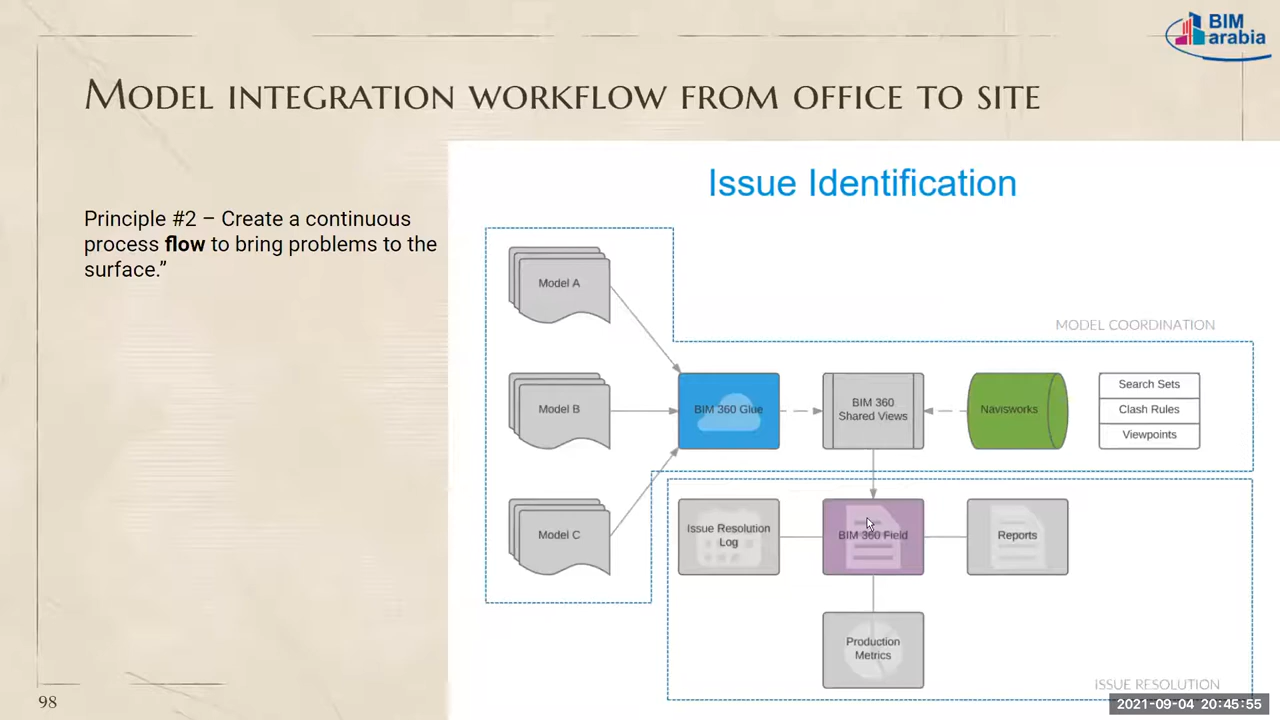 BIM
arabia
Model integration workflow from office to site
Principle #2 – Create a continuous
process flow to bring problems to the
surface.”
Issue Identification
Model A
MODEL COORDINATION
Model B
BIM 360 Glue
BIM 360
Shared Views
Navisworks
Search Sets
Clash Rules
Viewpoints
Model C
Issue Resolution
Log
BIM 360 Field
Reports
Production
Metrics
ISSUE RESOLUTION
98
2021-09-04 20:45:55